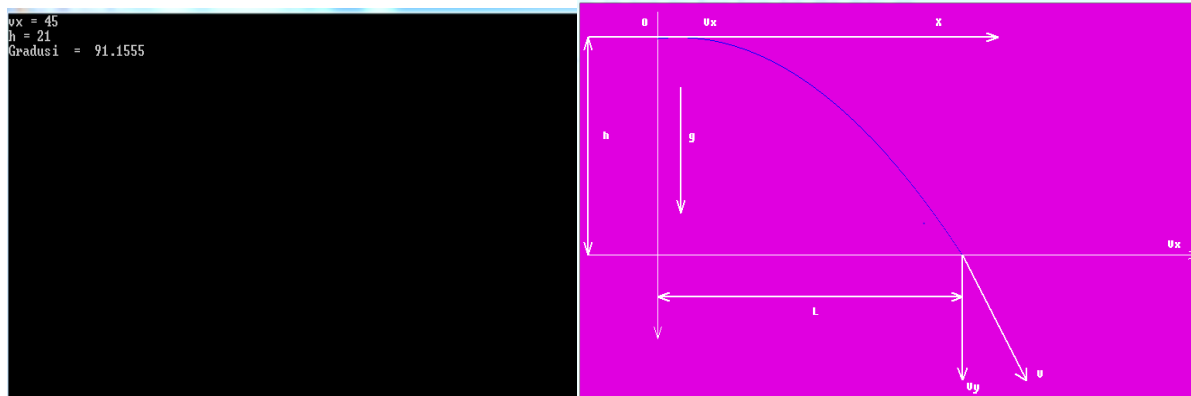 vx = 45
h = 21
Gradusi = 91.1555
0 Vx X
h
g
Vx
L
Vy
V